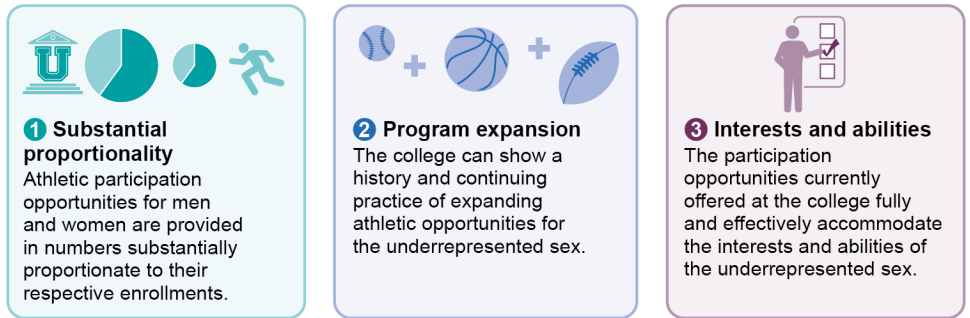 U
1 Substantial
proportionality
Athletic participation
opportunities for men
and women are provided
in numbers substantially
proportionate to their
respective enrollments.
2 Program expansion
The college can show a
history and continuing
practice of expanding
athletic opportunities for
the underrepresented sex.
3 Interests and abilities
The participation
opportunities currently
offered at the college fully
and effectively accommodate
the interests and abilities of
the underrepresented sex.